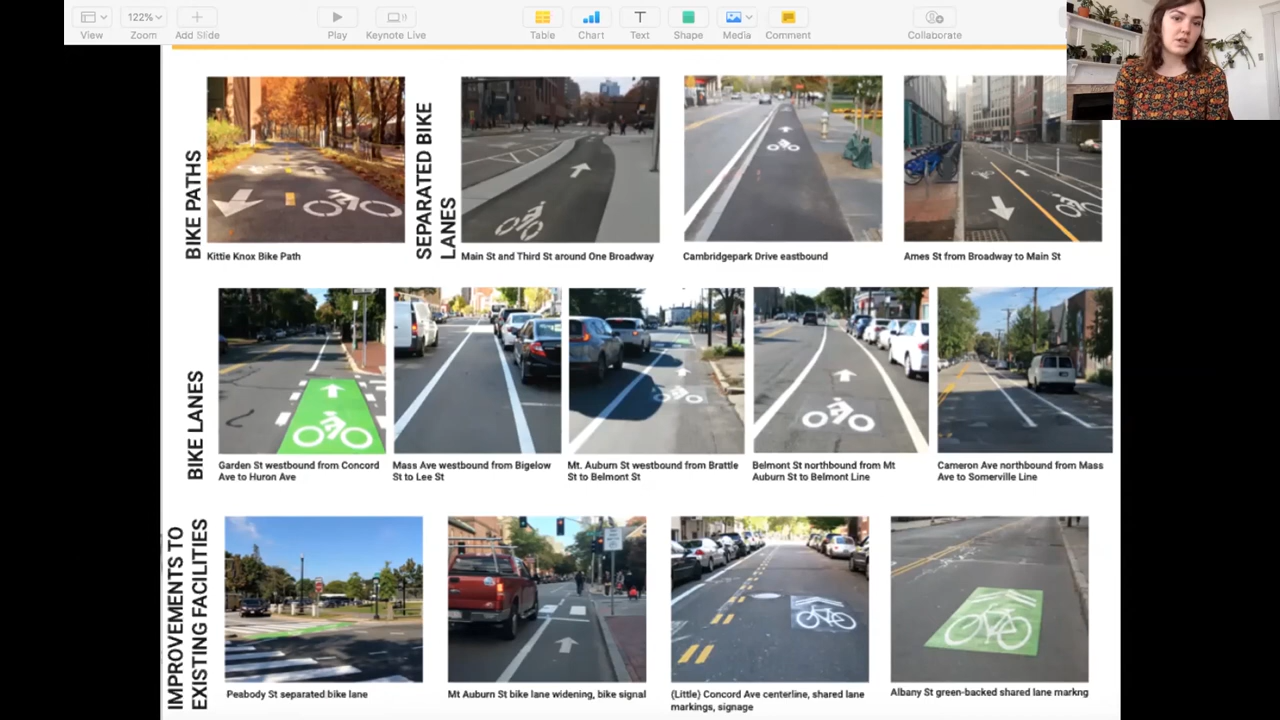 122%
View
Zoom
Add Slide
Play
Keynote Live
Table
Chart
Text
Shape
Media
Comment
Collaborate
BIKE PATHS
Kittie Knox Bike Path
SEPARATED BIKE
LANES
Main St and Third St around One Broadway
Cambridgepark Drive eastbound
Ames St from Broadway to Main St
BIKE LANES
Garden St westbound from Concord
Ave to Huron Ave
Mass Ave westbound from Bigelow
St to Lee St
Mt. Auburn St westbound from Brattle
St to Belmont St
Belmont St northbound from Mt
Auburn St to Belmont Line
Cameron Ave northbound from Mass
Ave to Somerville Line
IMPROVEMENTS TO
EXISTING FACILITIES
Peabody St separated bike lane
Mt Auburn St bike lane widening, bike signal
(Little) Concord Ave centerline, shared lane
markings, signage
Albany St green-backed shared lane markng